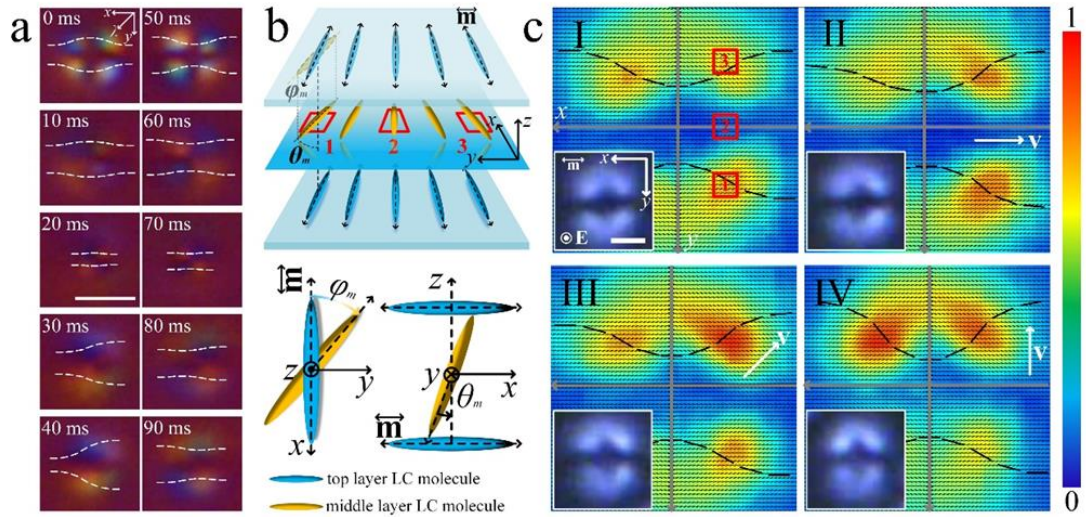 a
0 ms
x
y
50 ms
10 ms
60 ms
20 ms
70 ms
30 ms
80 ms
40 ms
90 ms
b
m
φm
θm
1
2
3
x
y
z
m
φm
z
y
x
z
y
x
θm
m
top layer LC molecule
middle layer LC molecule
c
I
3
x
2
1
m
x
y
E
y
II
v
III
v
IV
v
1
0